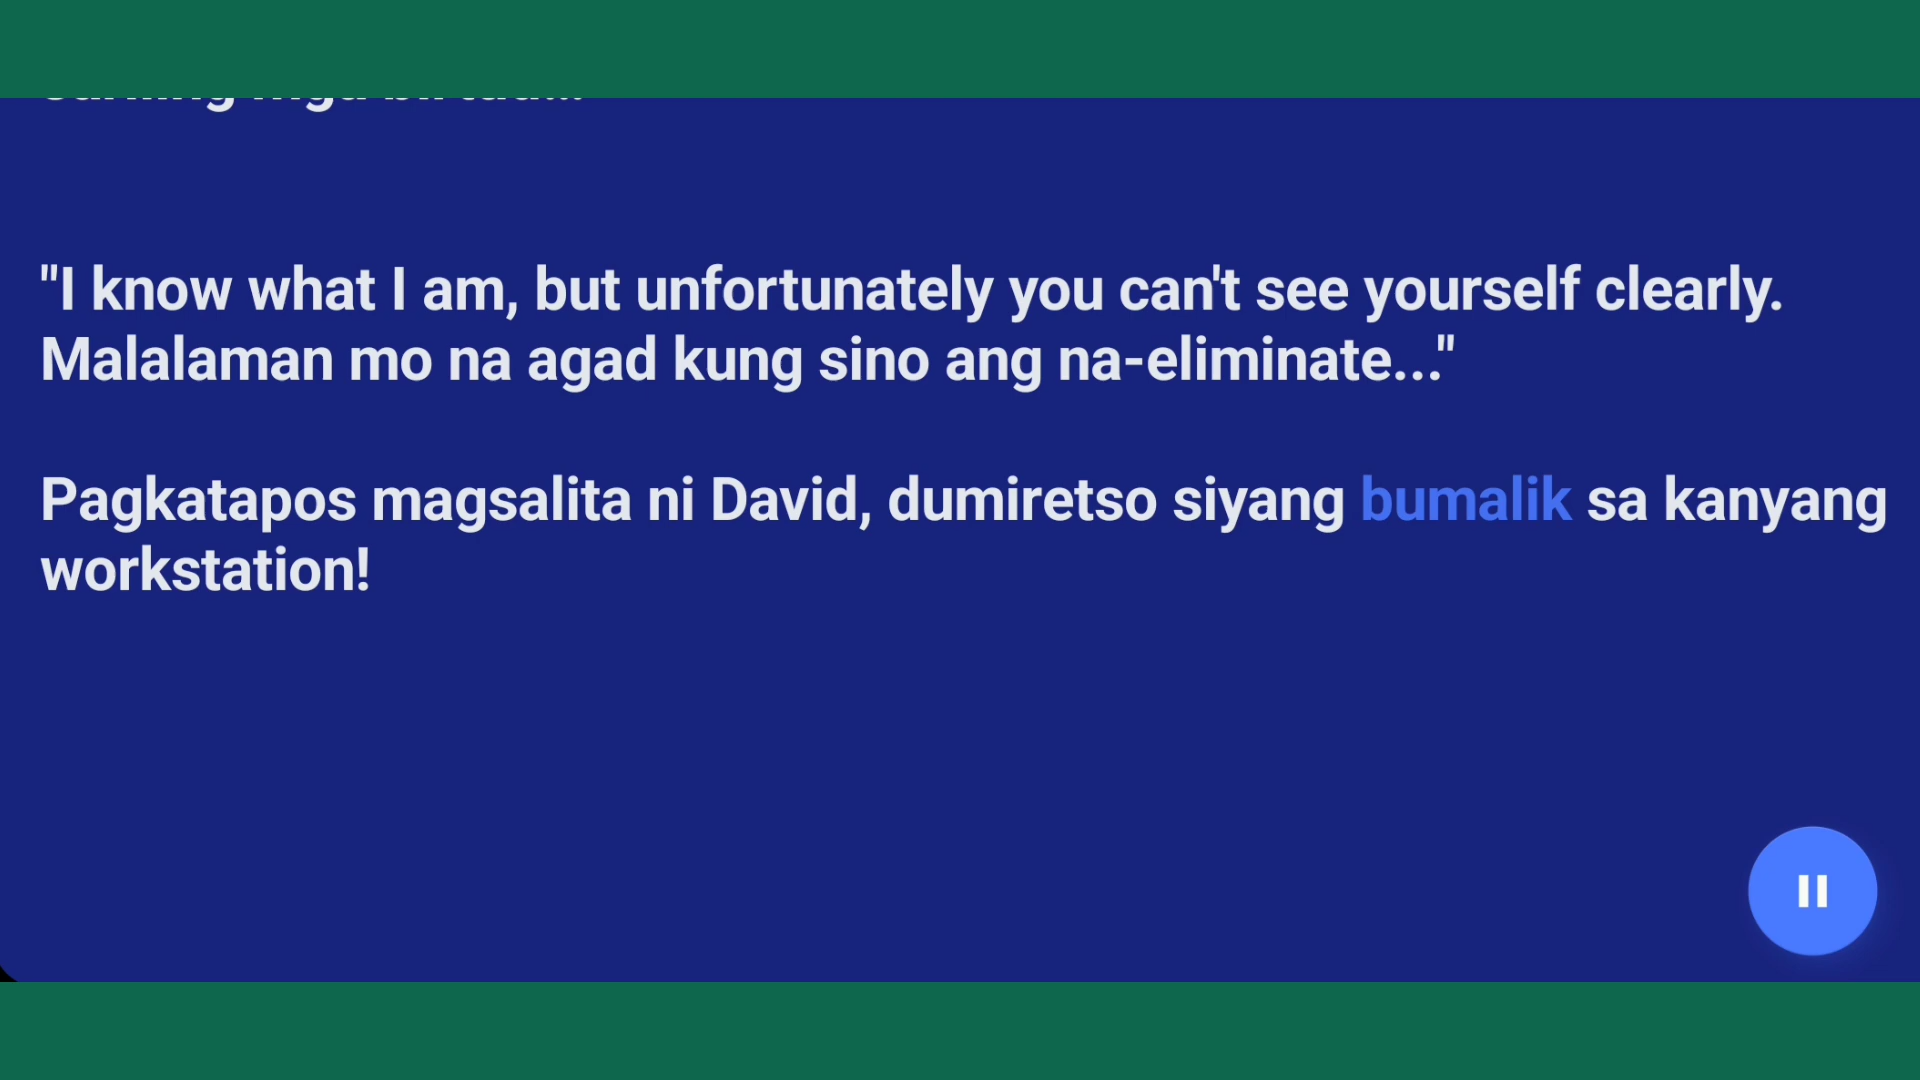 "I know what I am, but unfortunately you can't see yourself clearly.
Malalaman mo na agad kung sino ang na-eliminate..."
Pagkatapos magsalita ni David, dumiretso siyang bumalik sa kanyang
workstation!